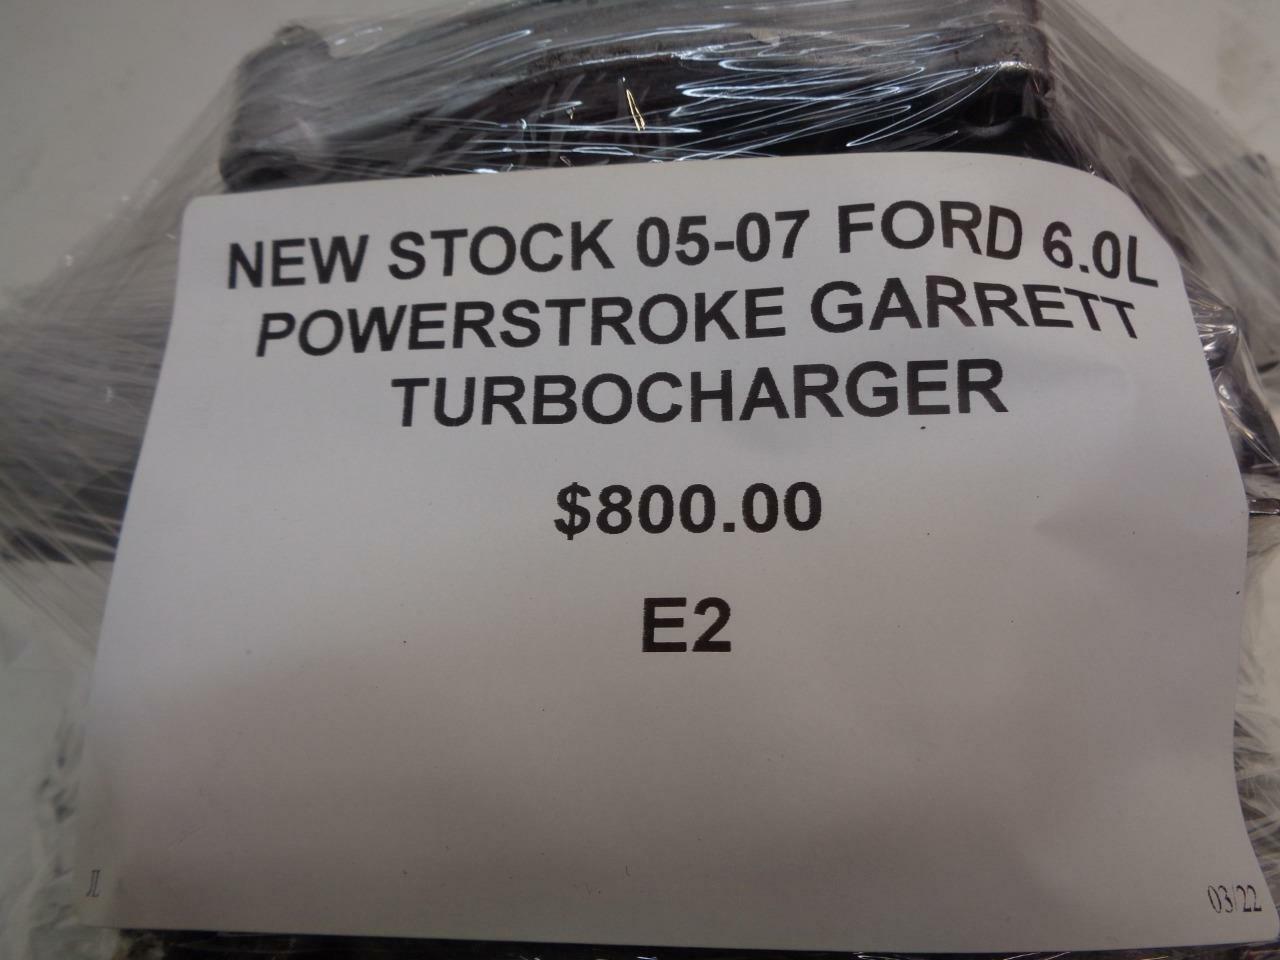 NEW STOCK 05-07 FORD 6.0L
POWERSTROKE GARRETT
TURBOCHARGER
$800.00
E2
JL
03/22